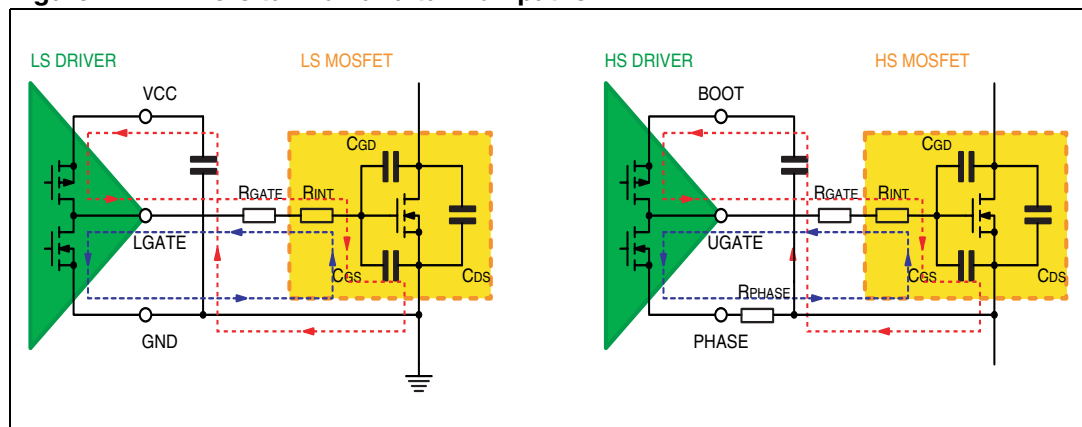 LS DRIVER
LS MOSFET
VCC
CGD
RGATE
RINT
LGATE
CGS
CDS
GND
HS DRIVER
HS MOSFET
BOOT
CGD
RGATE
RINT
UGATE
CGS
CDS
RPHASE
PHASE